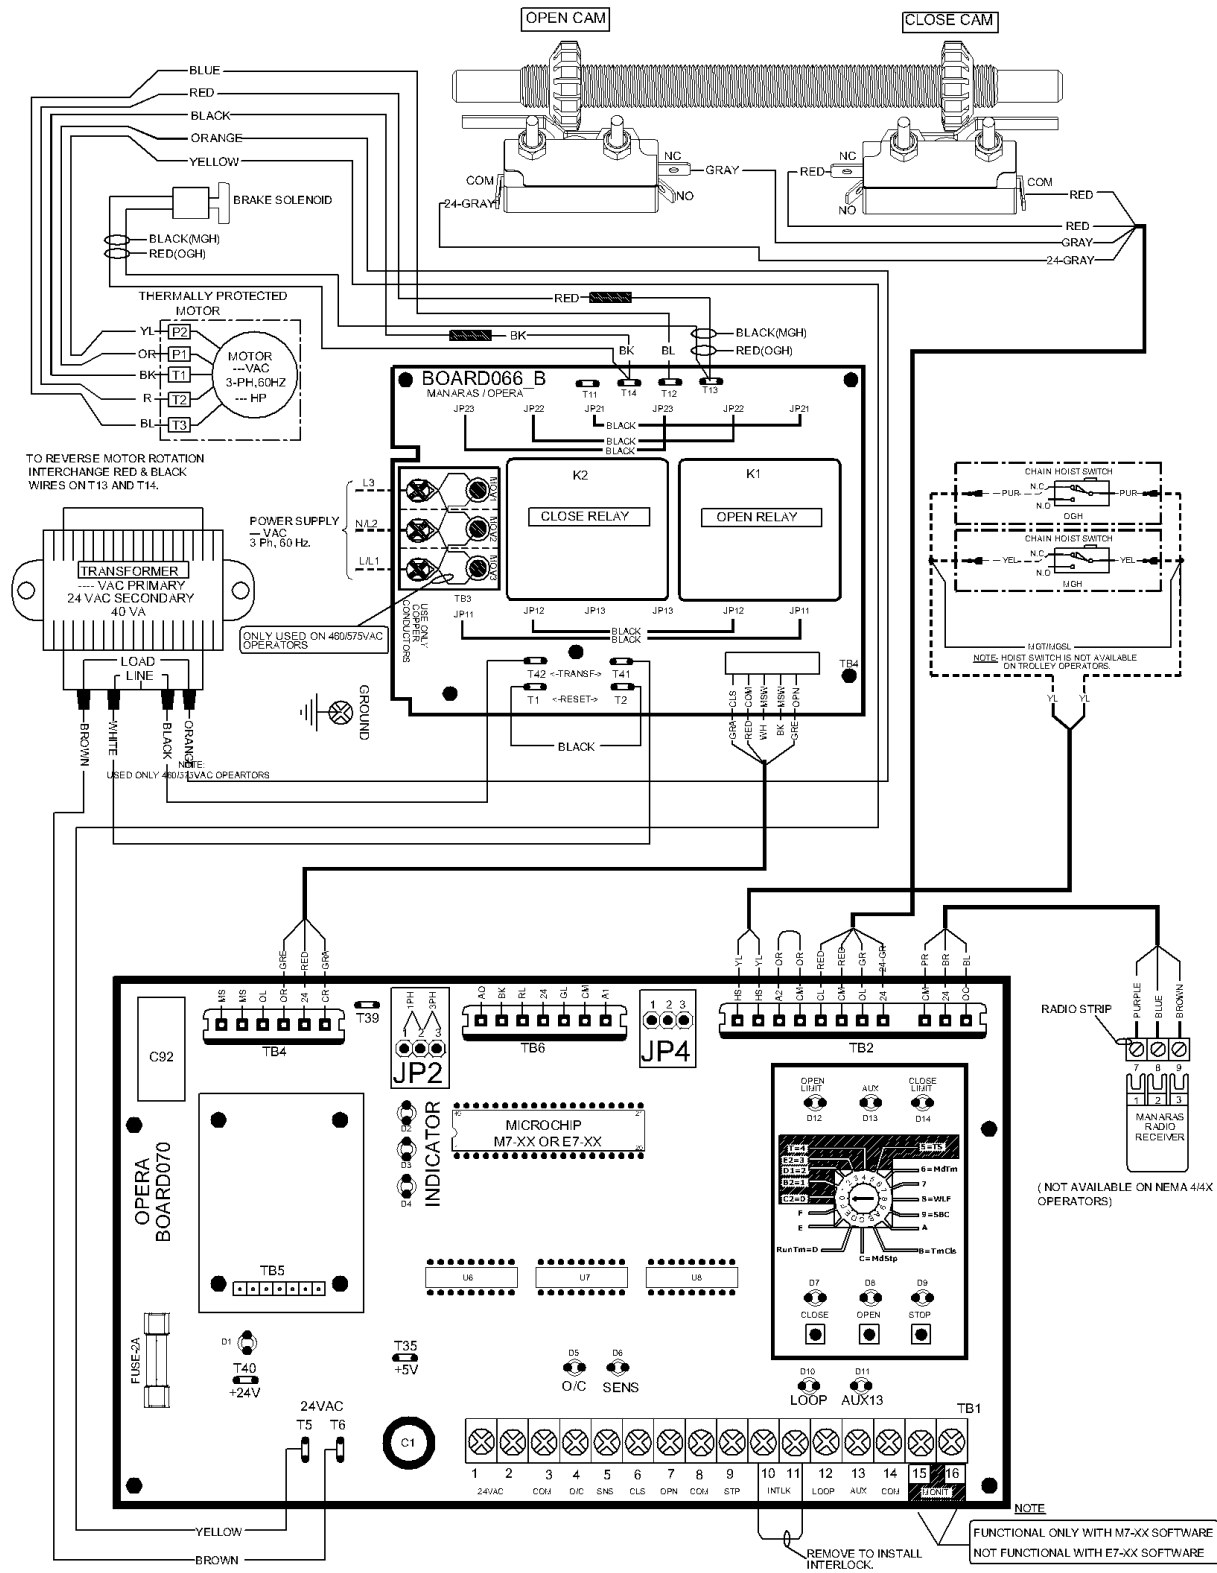 OPEN CAM
CLOSE CAM
BLUE
RED
BLACK
ORANGE
YELLOW
NC
GRAY
COM
NO
24-GRAY
RED
NC
NO
COM
RED
RED
GRAY
24-GRAY
BRAKE SOLENOID
BLACK(MGH)
RED(OGH)
THERMALLY PROTECTED
MOTOR
YL
P2
OR
P1
BK
T1
R
T2
BL
T3
MOTOR
---VAC
3-PH,60HZ
--- HP
RED
BK
BK
BL
BLACK(MGH)
RED(OGH)
TO REVERSE MOTOR ROTATION
INTERCHANGE RED & BLACK
WIRES ON T13 AND T14.
BOARD066_B
MANARAS / OPERA
T11
T14
T12
T13
JP23
JP22
JP21
JP23
JP22
JP21
BLACK
BLACK
BLACK
L3
N/L2
L/L1
POWER SUPPLY
--- VAC
3 Ph, 60 Hz.
MOV1
MOV2
MOV3
TB3
K2
CLOSE RELAY
K1
OPEN RELAY
USE ONLY
COPPER
CONDUCTORS
ONLY USED ON 460/575VAC
OPERATORS
JP11
JP12
JP13
JP13
JP12
JP11
BLACK
BLACK
T42
<-TRANSF->
T41
T1
<-RESET->
T2
BLACK
TB4
GRA
CLS
RED
COM
WH
MSW
BK
MSW
GRE
OPN
GROUND
TRANSFORMER
---- VAC PRIMARY
24 VAC SECONDARY
40 VA
LOAD
LINE
BROWN
WHITE
BLACK
ORANGE
NOTE:
USED ONLY 460/575VAC OPEARTORS
CHAIN HOIST SWITCH
PUR
N.C
N.O
PUR
OGH
CHAIN HOIST SWITCH
YEL
N.C
N.O
YEL
MGH
MGT/MGSL
NOTE- HOIST SWITCH IS NOT AVAILABLE
ON TROLLEY OPERATORS.
YL
YL
GRE
RED
GRA
MS
MS
OL
OR
24
CR
TB4
T39
1PH
3PH
1
2
3
JP2
AO
BK
RL
24
GL
CM
A1
TB6
1
2
3
JP4
YL
YL
OR
OR
RED
RED
GR
24-GR
PR
BR
BL
HS
HS
A2
CM
CL
CM
OL
24
CM
24
OC
TB2
PURPLE
BLUE
BROWN
RADIO STRIP
7
8
9
1
2
3
MANARAS
RADIO
RECEIVER
( NOT AVAILABLE ON NEMA 4/4X
OPERATORS)
C92
OPERA
BOARD070
TB5
D2
D3
D4
INDICATOR
MICROCHIP
M7-XX OR E7-XX
U6
U7
U8
OPEN
LIMIT
D12
AUX
D13
CLOSE
LIMIT
D14
T=4
E2=3
D1=2
B2=1
C2=0
F
E
RunTm=D
C=MdStp
5=TS
6=MdTm
7
8=WLF
9=SBC
A
B=TmCls
D7
CLOSE
D8
OPEN
D9
STOP
D10
LOOP
D11
AUX13
FUSE-2A
D1
T40
+24V
T35
+5V
D5
O/C
D6
SENS
24VAC
T5
T6
C1
TB1
1
2
3
4
5
6
7
8
9
10
11
12
13
14
15
16
24VAC
COM
O/C
SNS
CLS
OPN
COM
STP
INTLK
LOOP
AUX
COM
MONIT
YELLOW
BROWN
REMOVE TO INSTALL
INTERLOCK.
NOTE
FUNCTIONAL ONLY WITH M7-XX SOFTWARE
NOT FUNCTIONAL WITH E7-XX SOFTWARE